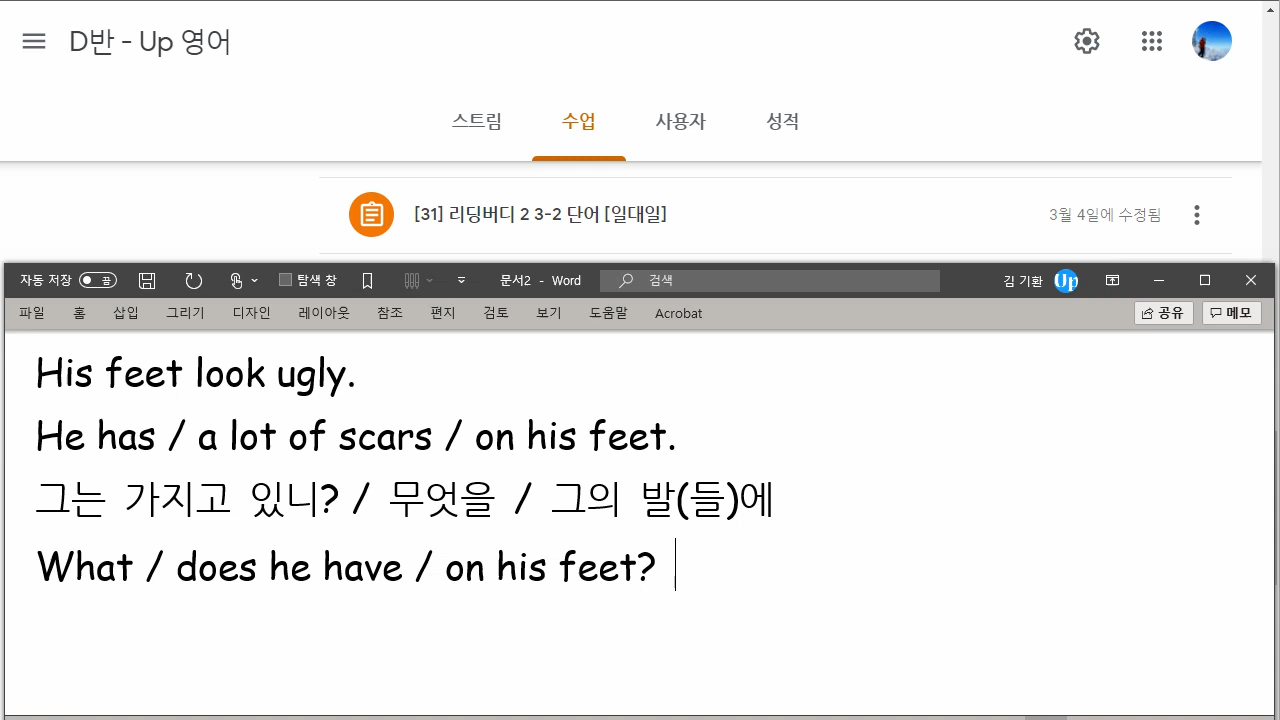 D반 - Up 영어
스트림 수업 사용자 성적
[31] 리딩버디 2 3-2 단어 [일대일] 3월 4일에 수정됨
자동 저장 끔 탐색 창 문서2 - Word 검색 김 기환 Up
파일 홈 삽입 그리기 디자인 레이아웃 참조 편지 검토 보기 도움말 Acrobat 공유 메모
His feet look ugly.
He has / a lot of scars / on his feet.
그는 가지고 있니? / 무엇을 / 그의 발(들)에
What / does he have / on his feet?